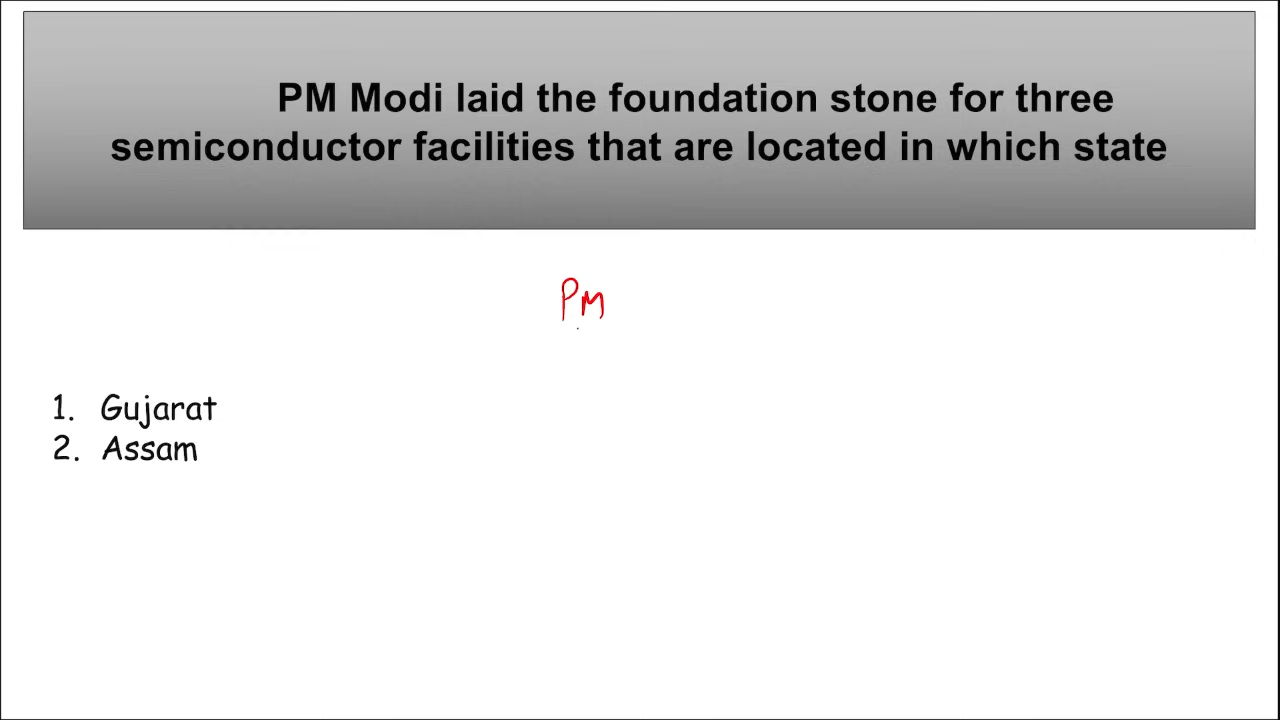 PM Modi laid the foundation stone for three
semiconductor facilities that are located in which state
PM
1. Gujarat
2. Assam